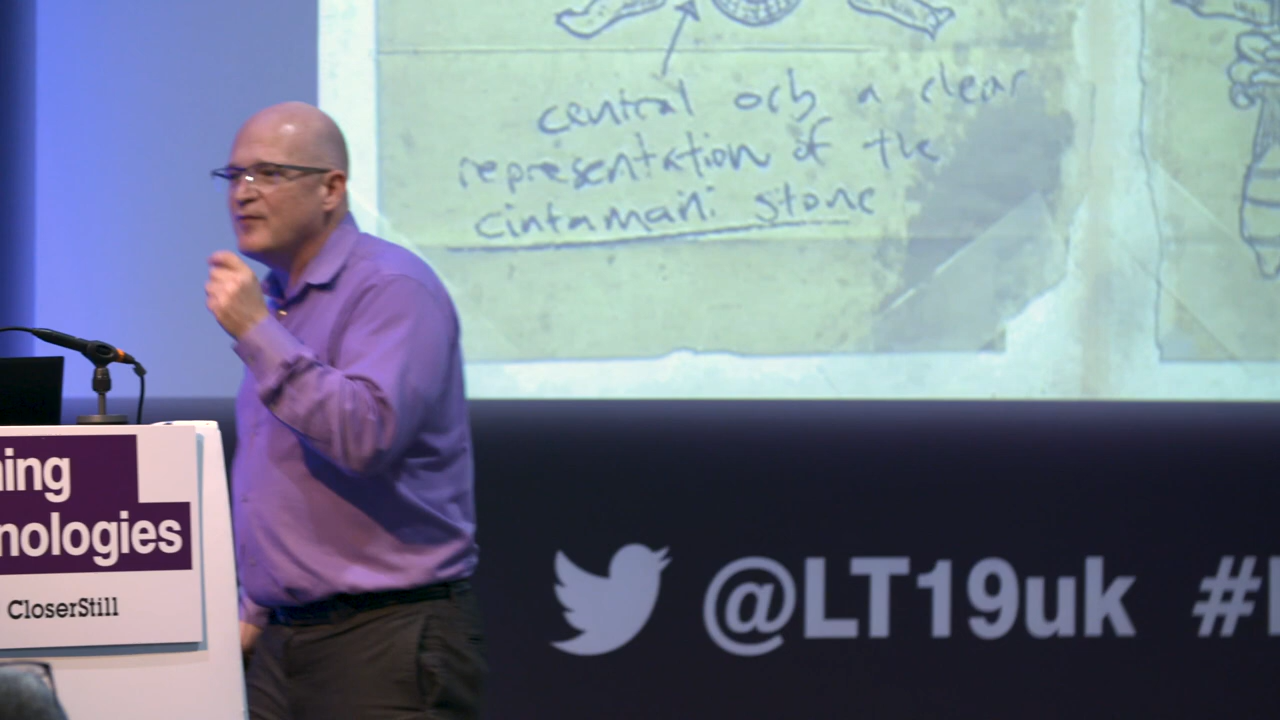 central orb a clear
representation of the
cintamani stone
ning
nologies
CloserStill
@LT19uk #